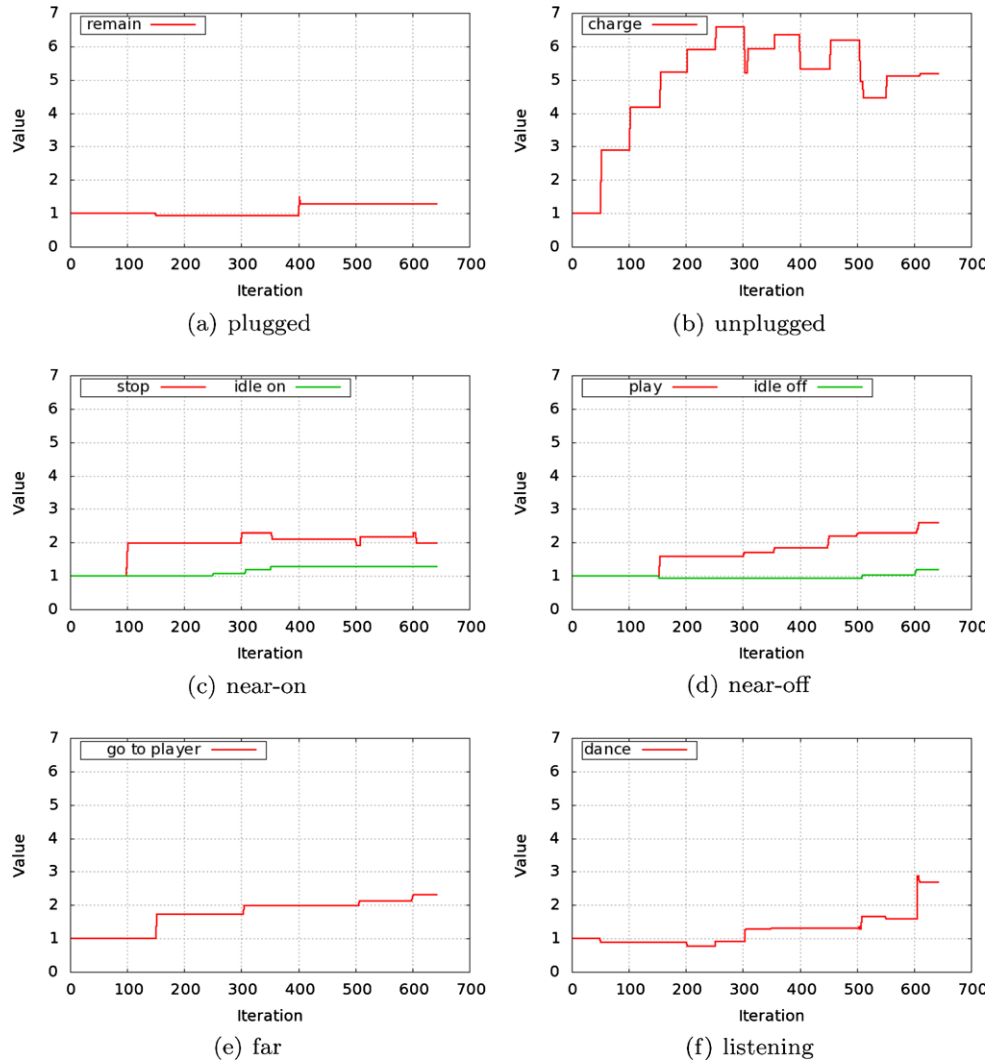 remain
charge
7
6
5
4
3
2
1
0
Value
0 100 200 300 400 500 600 700
Iteration
(a) plugged
7
6
5
4
3
2
1
0
Value
0 100 200 300 400 500 600 700
Iteration
(b) unplugged
stop idle on
7
6
5
4
3
2
1
0
Value
0 100 200 300 400 500 600 700
Iteration
(c) near-on
play idle off
7
6
5
4
3
2
1
0
Value
0 100 200 300 400 500 600 700
Iteration
(d) near-off
go to player
7
6
5
4
3
2
1
0
Value
0 100 200 300 400 500 600 700
Iteration
(e) far
dance
7
6
5
4
3
2
1
0
Value
0 100 200 300 400 500 600 700
Iteration
(f) listening